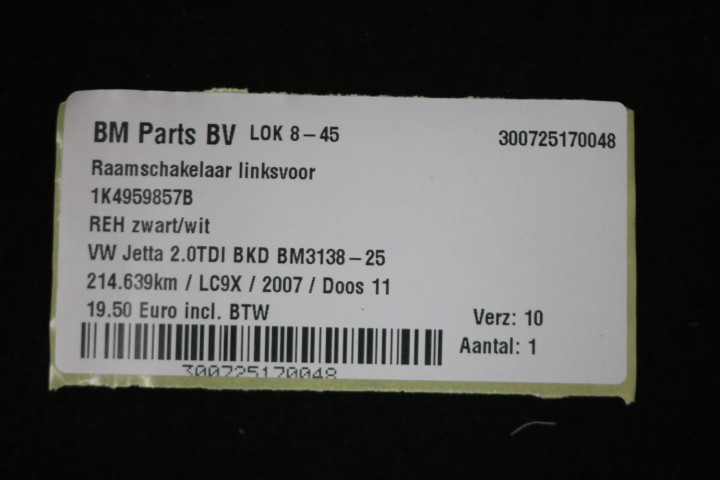 BM Parts BV LOK 8-45 300725170048
Raamschakelaar linksvoor
1K4959857B
REH zwart/wit
VW Jetta 2.0TDI BKD BM3138-25
214.639km / LC9X / 2007 / Doos 11
19.50 Euro incl. BTW Verz: 10
Aantal: 1
300725170048